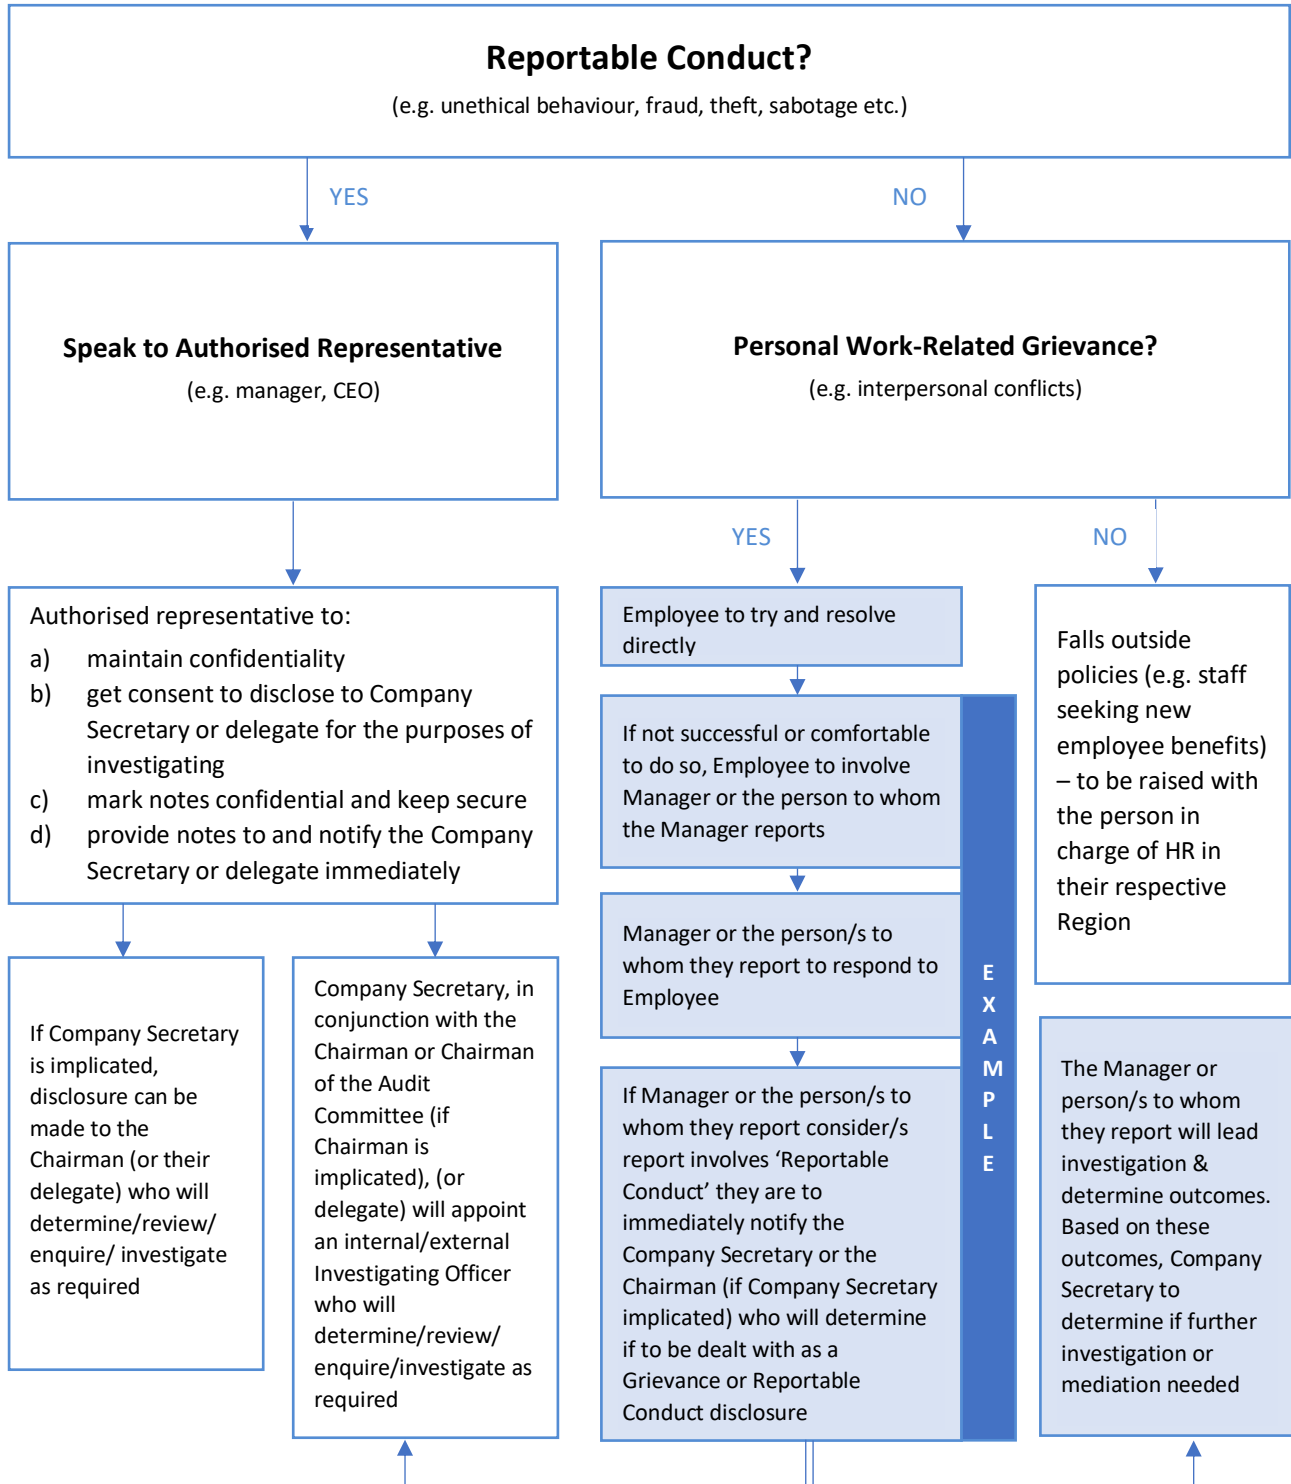 Reportable Conduct?
(e.g. unethical behaviour, fraud, theft, sabotage etc.)
YES
NO
Speak to Authorised Representative
(e.g. manager, CEO)
Personal Work-Related Grievance?
(e.g. interpersonal conflicts)
YES
NO
Authorised representative to:
a) maintain confidentiality
b) get consent to disclose to Company
Secretary or delegate for the purposes of
investigating
c) mark notes confidential and keep secure
d) provide notes to and notify the Company
Secretary or delegate immediately
Employee to try and resolve
directly
If not successful or comfortable
to do so, Employee to involve
Manager or the person to whom
the Manager reports
Manager or the person/s to
whom they report to respond to
Employee
If Manager or the person/s to
whom they report consider/s
report involves ‘Reportable
Conduct’ they are to
immediately notify the
Company Secretary or the
Chairman (if Company Secretary
implicated) who will determine
if to be dealt with as a
Grievance or Reportable
Conduct disclosure
E
X
A
M
P
L
E
Falls outside
policies (e.g. staff
seeking new
employee benefits)
– to be raised with
the person in
charge of HR in
their respective
Region
If Company Secretary
is implicated,
disclosure can be
made to the
Chairman (or their
delegate) who will
determine/review/
enquire/ investigate
as required
Company Secretary, in
conjunction with the
Chairman or Chairman
of the Audit
Committee (if
Chairman is
implicated), (or
delegate) will appoint
an internal/external
Investigating Officer
who will
determine/review/
enquire/investigate as
required
The Manager or
person/s to whom
they report will lead
investigation &
determine outcomes.
Based on these
outcomes, Company
Secretary to
determine if further
investigation or
mediation needed